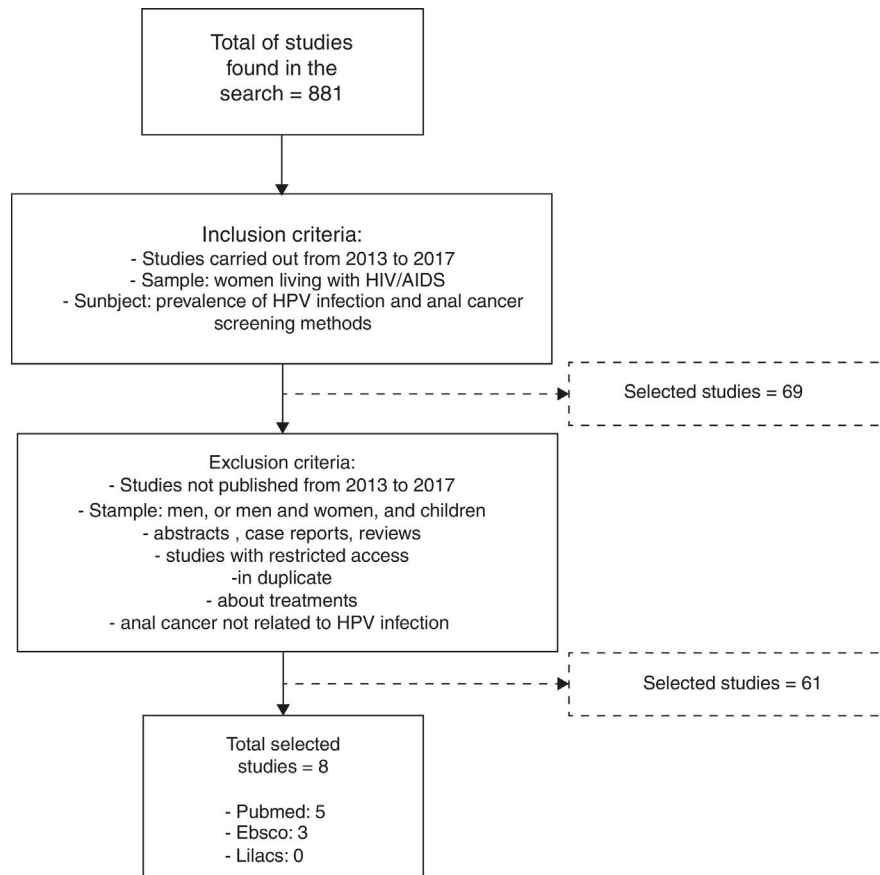 Total of studies
found in the
search = 881
Inclusion criteria:
- Studies carried out from 2013 to 2017
- Sample: women living with HIV/AIDS
- Sunbject: prevalence of HPV infection and anal cancer
screening methods
Selected studies = 69
Exclusion criteria:
- Studies not published from 2013 to 2017
- Stample: men, or men and women, and children
- abstracts , case reports, reviews
- studies with restricted access
-in duplicate
- about treatments
- anal cancer not related to HPV infection
Selected studies = 61
Total selected
studies = 8
- Pubmed: 5
- Ebsco: 3
- Lilacs: 0